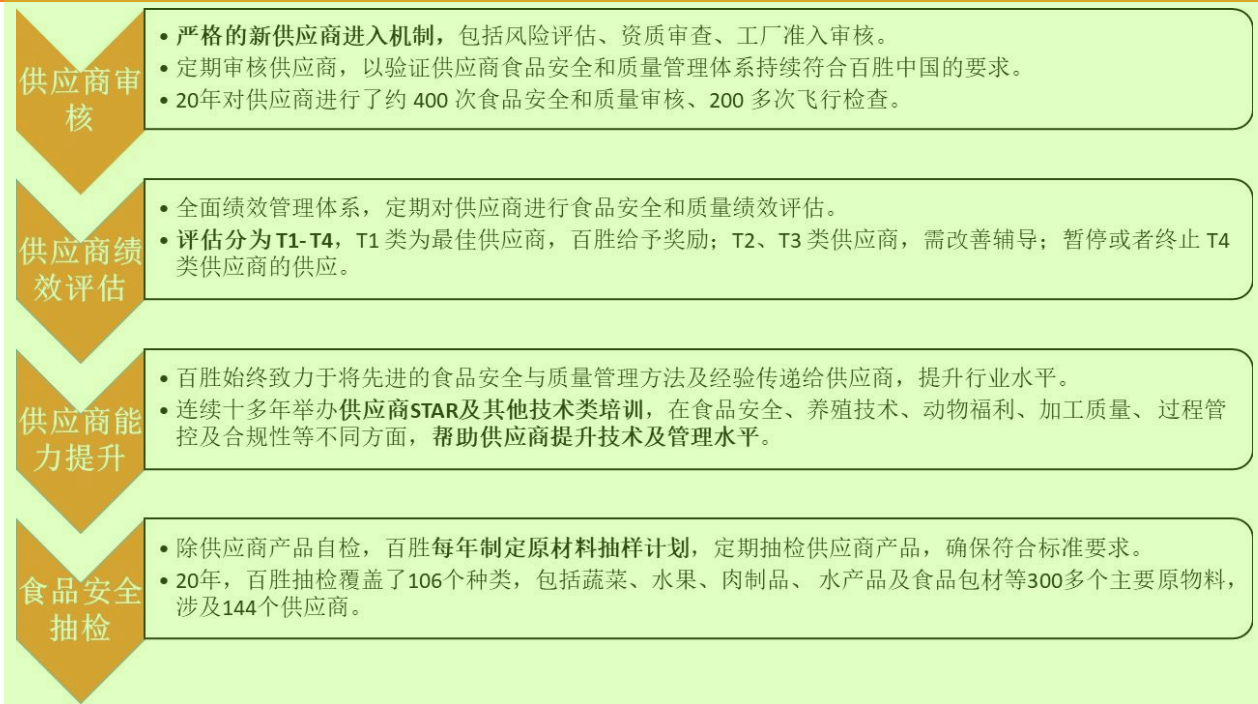 供应商审
核
• 严格的新供应商进入机制，包括风险评估、资质审查、工厂准入审核。
• 定期审核供应商，以验证供应商食品安全和质量管理体系持续符合百胜中国的要求。
• 20年对供应商进行了约 400 次食品安全和质量审核、200 多次飞行检查。
供应商绩
效评估
• 全面绩效管理体系，定期对供应商进行食品安全和质量绩效评估。
• 评估分为 T1- T4，T1 类为最佳供应商，百胜给予奖励；T2、T3 类供应商，需改善辅导；暂停或者终止 T4
类供应商的供应。
供应商能
力提升
• 百胜始终致力于将先进的食品安全与质量管理方法及经验传递给供应商，提升行业水平。
• 连续十多年举办供应商STAR及其他技术类培训，在食品安全、养殖技术、动物福利、加工质量、过程管
控及合规性等不同方面，帮助供应商提升技术及管理水平。
食品安全
抽检
• 除供应商产品自检，百胜每年制定原材料抽样计划，定期抽检供应商产品，确保符合标准要求。
• 20年，百胜抽检覆盖了106个种类，包括蔬菜、水果、肉制品、 水产品及食品包材等300多个主要原物料，
涉及144个供应商。